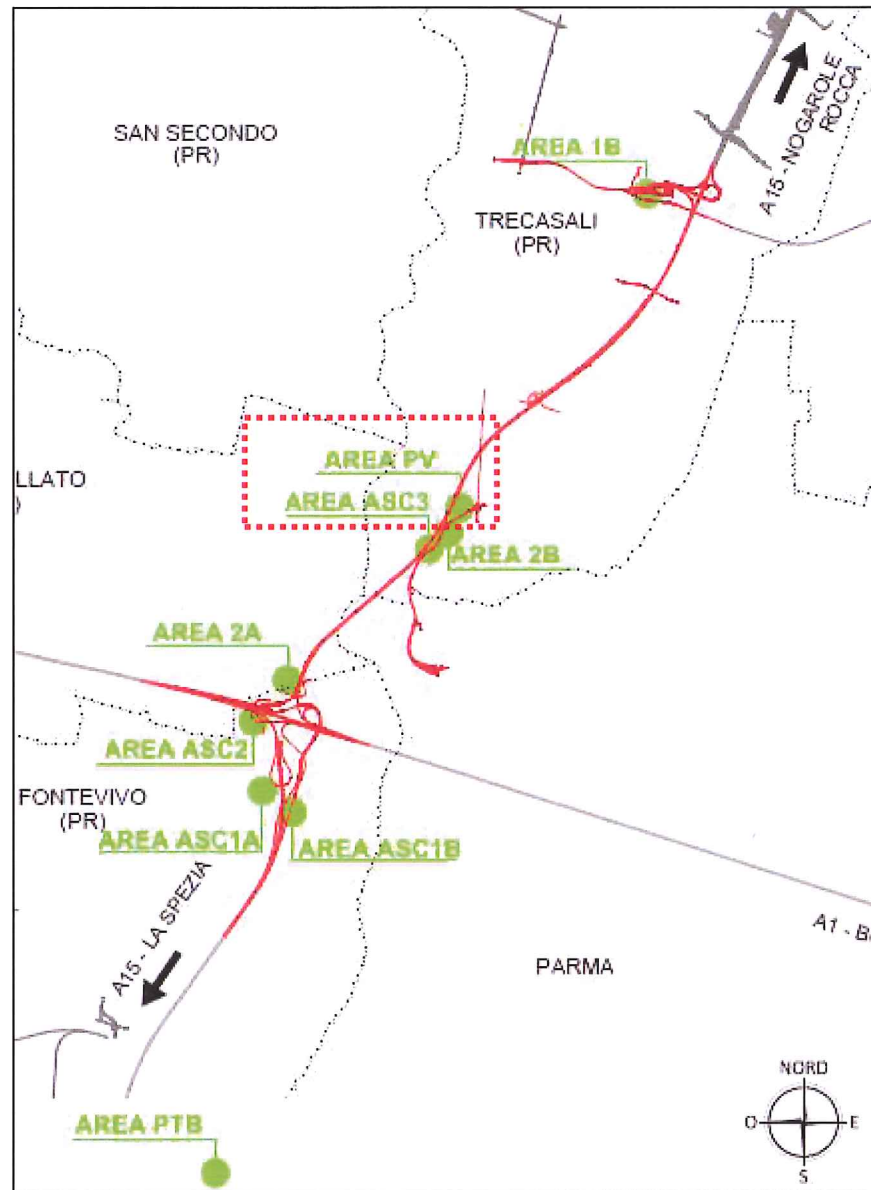 A15 - NOGAROLE
ROCCA
SAN SECONDO
(PR)
AREA 1B
TRECASALI
(PR)
AREA PV
LLATO
)
AREA ASC3
AREA 2B
AREA 2A
AREA ASC2
FONTEVIVO
(PR)
AREA ASC1A
AREA ASC1B
A15 - LA SPEZIA
A1 - B
PARMA
NORD
O
E
S
AREA PTB